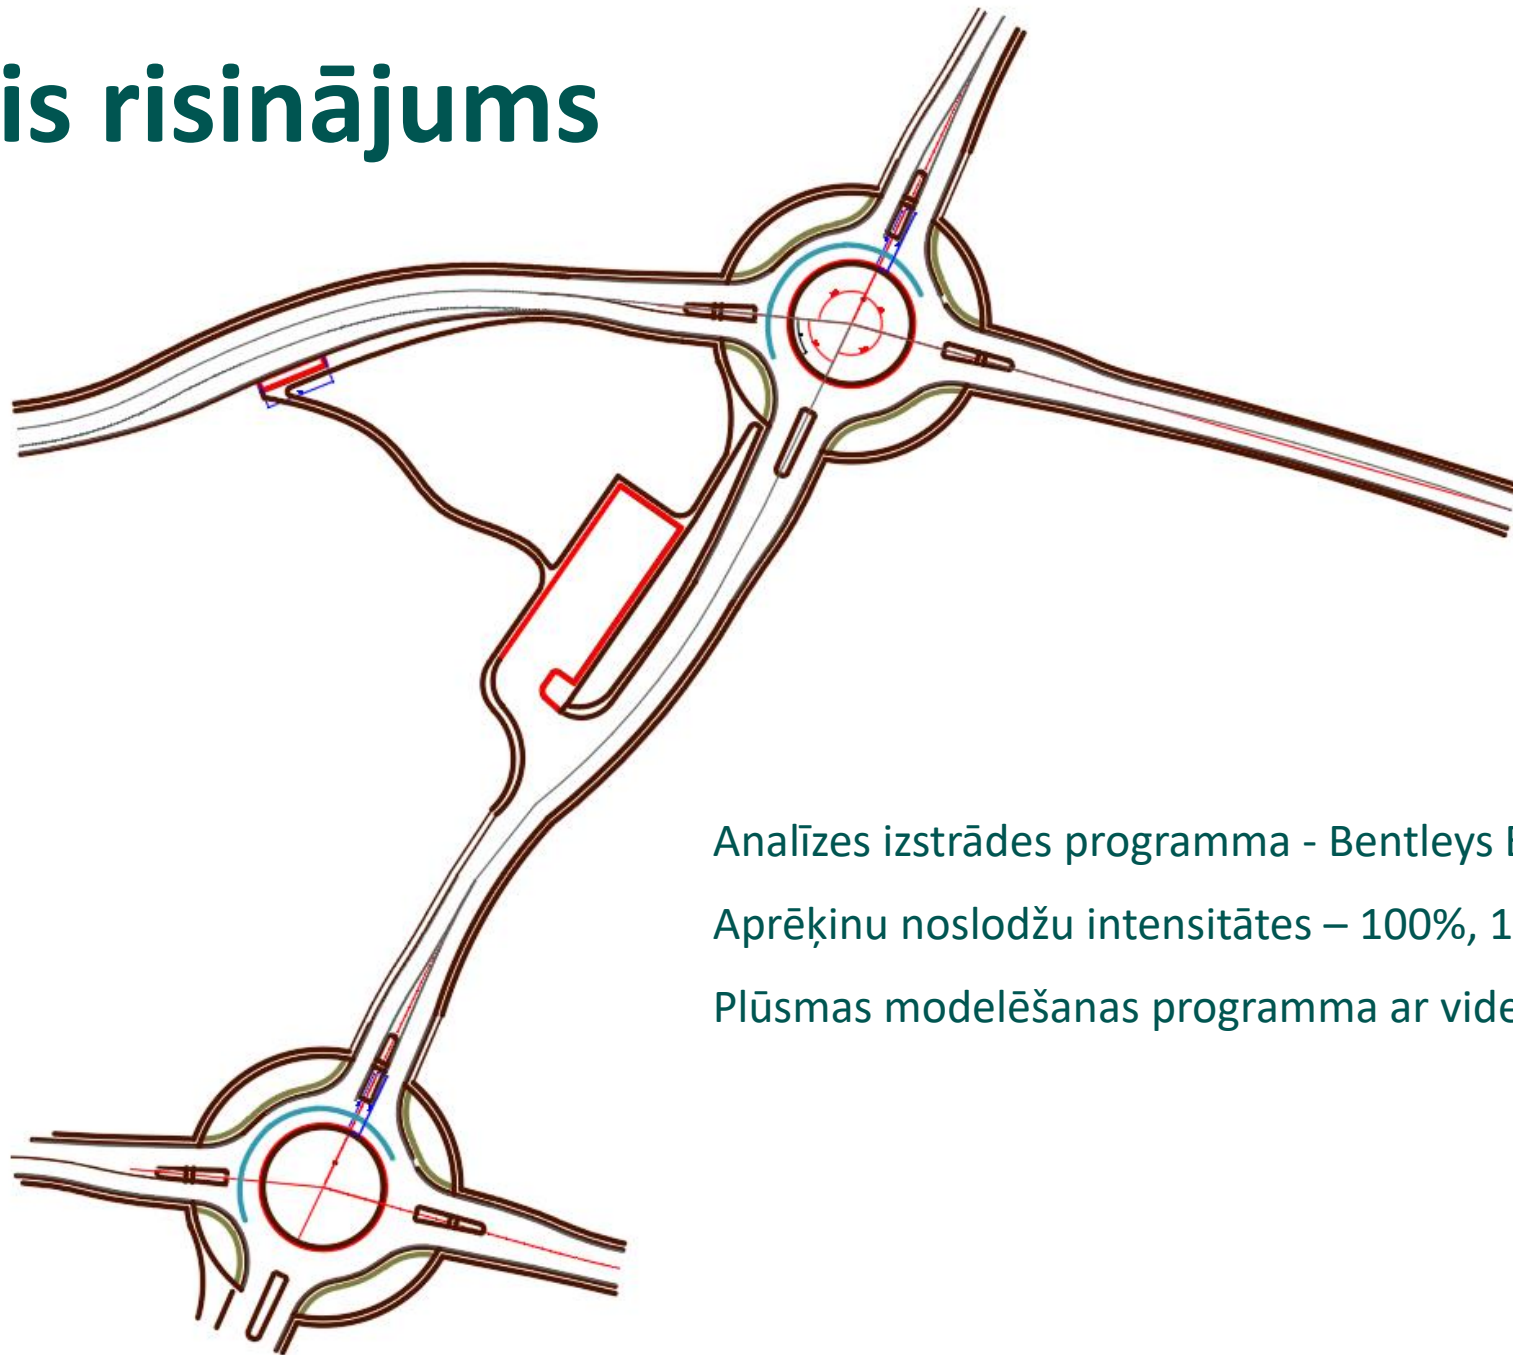 is risinājums
Analīzes izstrādes programma - Bentleys
Aprēķinu noslodžu intensitātes – 100%, 1
Plūsmas modelēšanas programma ar vide